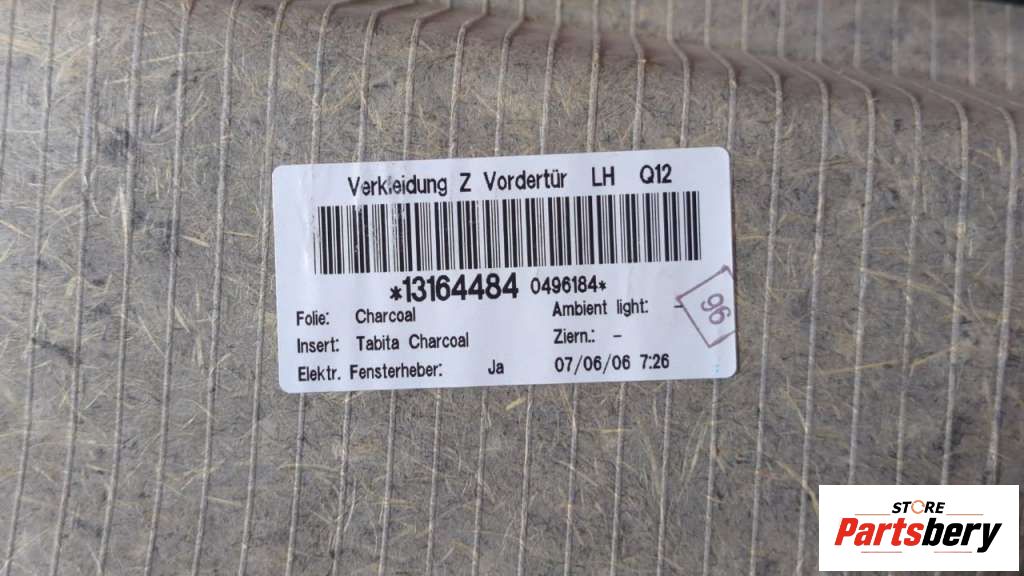 Verkleidung Z Vordertür LH Q12
*13164484 0496184*
Folie: Charcoal Ambient light: -
Insert: Tabita Charcoal Ziern.: -
Elektr. Fensterheber: Ja 07/06/06 7:26
96
STORE
Partsbery